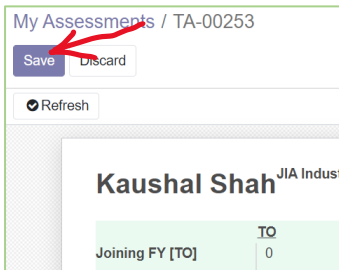 My Assessments / TA-00253
Save Discard
Refresh
Kaushal Shah JIA Indust
TO
Joining FY [TO] 0